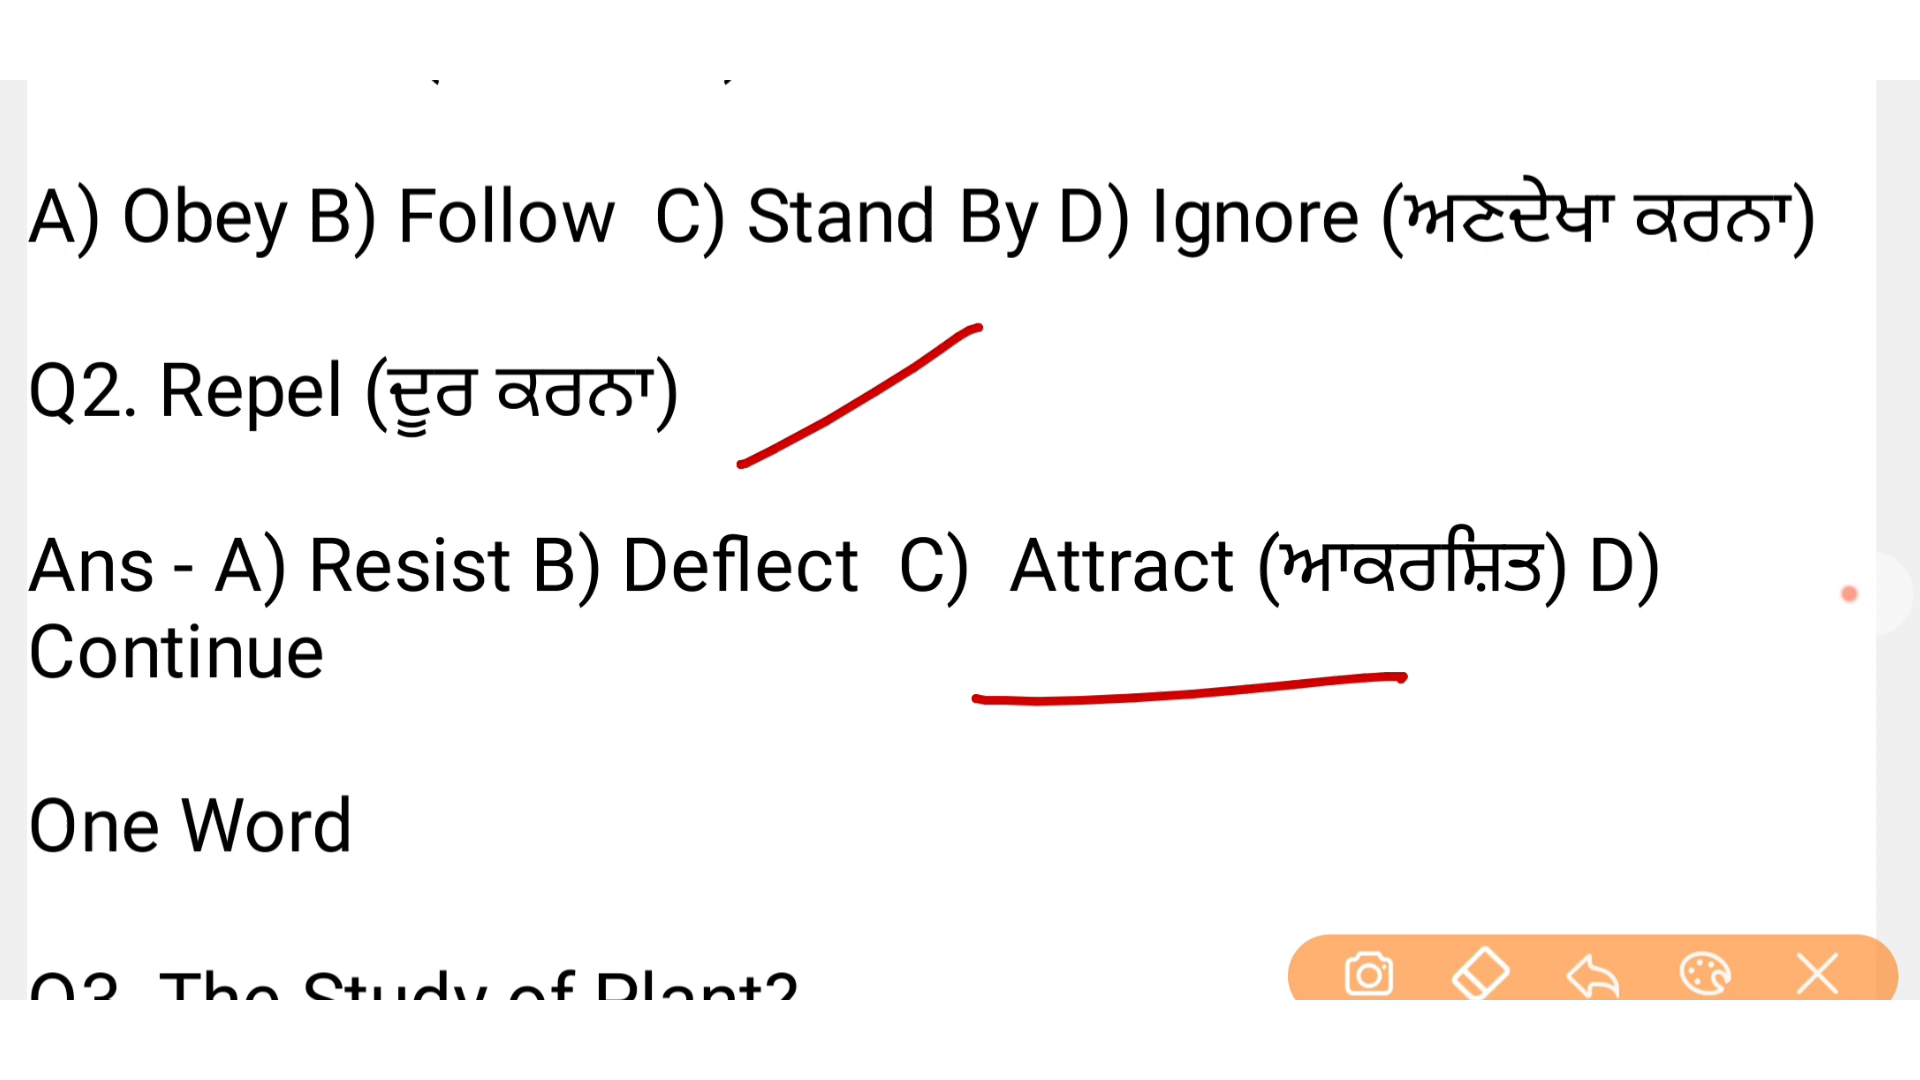 A) Obey B) Follow C) Stand By D) Ignore (ਅਣਦੇਖਾ ਕਰਨਾ)
Q2. Repel (ਦੂਰ ਕਰਨਾ)
Ans - A) Resist B) Deflect C) Attract (ਆਕਰਸ਼ਿਤ) D)
Continue
One Word
Q3. The Study of Plant?